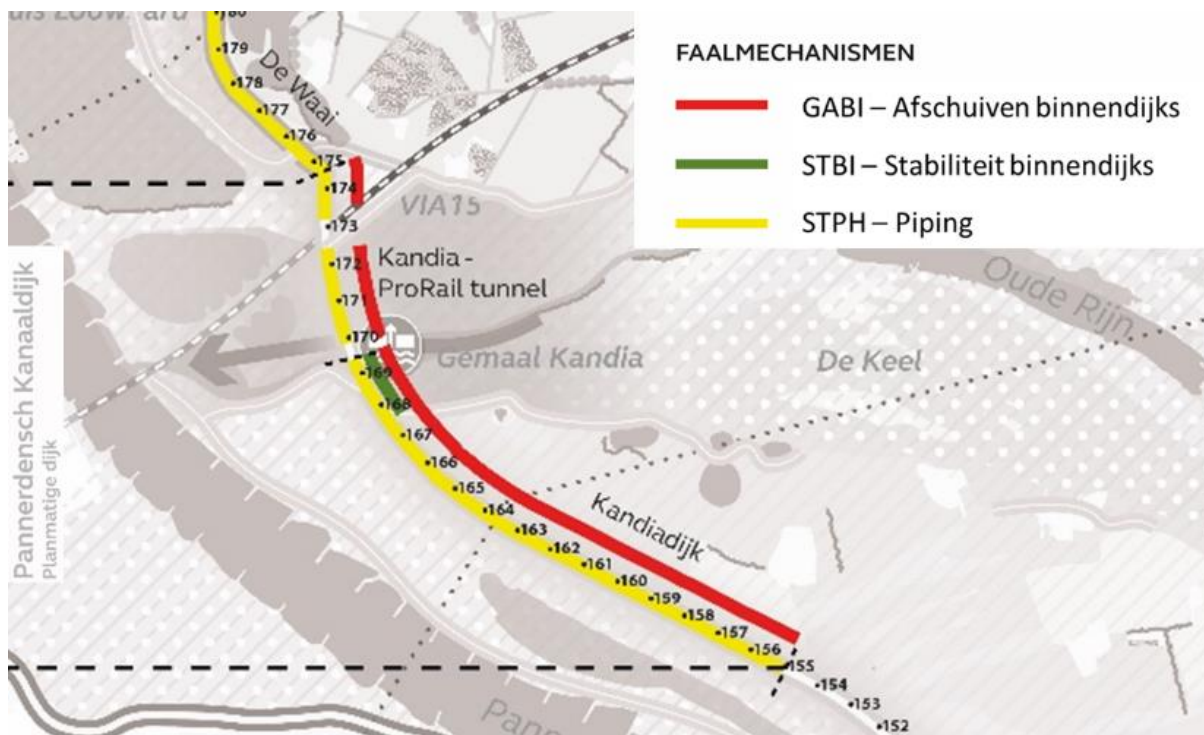 180
179
178
De Waai
177
176
175
174
VIA15
173
172
Kandia -
ProRail tunnel
171
170
Gemaal Kandia
169
168
167
166
165
164
163
162
161
160
159
158
157
156
155
154
153
152
Kandiadijk
De Keel
Oude Rijn
Pannerdensch Kanaaldijk
Planmatige dijk
FAALMECHANISMEN
GABI – Afschuiven binnendijks
STBI – Stabiliteit binnendijks
STPH – Piping